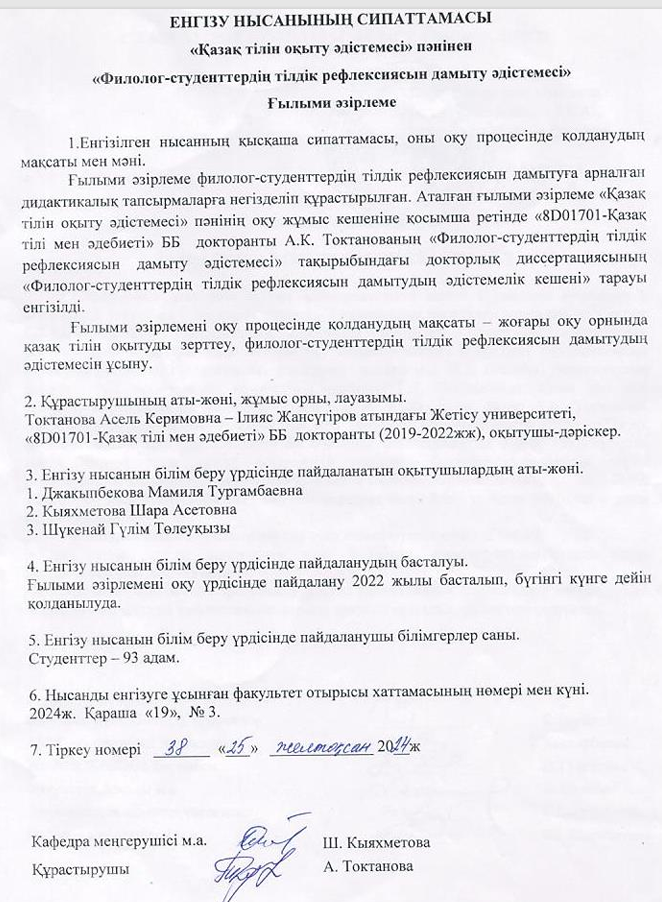 ЕНГІЗУ НЫСАНЫНЫҢ СИПАТТАМАСЫ
«Қазақ тілін оқыту әдістемесі» пәнінен
«Филолог-студенттердің тілдік рефлексиясын дамыту әдістемесі»
Ғылыми әзірлеме
1.Енгізілген нысанның қысқаша сипаттамасы, оны оқу процесінде қолданудың
мақсаты мен мәні.
Ғылыми әзірлеме филолог-студенттердің тілдік рефлексиясын дамытуға арналған
дидактикалық тапсырмаларға негізделіп құрастырылған. Аталған ғылыми әзірлеме «Қазақ
тілін оқыту әдістемесі» пәнінің оқу жұмыс кешеніне қосымша ретінде «8D01701-Қазақ
тілі мен әдебиеті» ББ докторанты А.К. Токтанованың «Филолог-студенттердің тілдік
рефлексиясын дамыту әдістемесі» тақырыбындағы докторлық диссертациясының
«Филолог-студенттердің тілдік рефлексиясын дамытудың әдістемелік кешені» тарауы
енгізілді.
Ғылыми әзірлемені оқу процесінде қолданудың мақсаты – жоғары оқу орнында
қазақ тілін оқытуды зерттеу, филолог-студенттердің тілдік рефлексиясын дамытудың
әдістемесін ұсыну.
2. Құрастырушының аты-жөні, жұмыс орны, лауазымы.
Токтанова Асель Керимовна – Ілияс Жансүгіров атындағы Жетісу университеті,
«8D01701-Қазақ тілі мен әдебиеті» ББ докторанты (2019-2022жж), оқытушы-дәріскер.
3. Енгізу нысанын білім беру үрдісінде пайдаланатын оқытушылардың аты-жөні.
1. Джакыпбекова Мамиля Тургамбаевна
2. Кыяхметова Шара Асетовна
3. Шүкенай Гүлім Төлеуқызы
4. Енгізу нысанын білім беру үрдісінде пайдаланудың басталуы.
Ғылыми әзірлемені оқу үрдісінде пайдалану 2022 жылы басталып, бүгінгі күнге дейін
қолданылуда.
5. Енгізу нысанын білім беру үрдісінде пайдаланушы білімгерлер саны.
Студенттер – 93 адам.
6. Нысанды енгізуге ұсынған факультет отырысы хаттамасының нөмері мен күні.
2024ж. Қараша «19», № 3.
7. Тіркеу номері 38 «25» желтоқсан 2024ж
Кафедра меңгерушісі м.а. Ш. Кыяхметова
Құрастырушы А. Токтанова